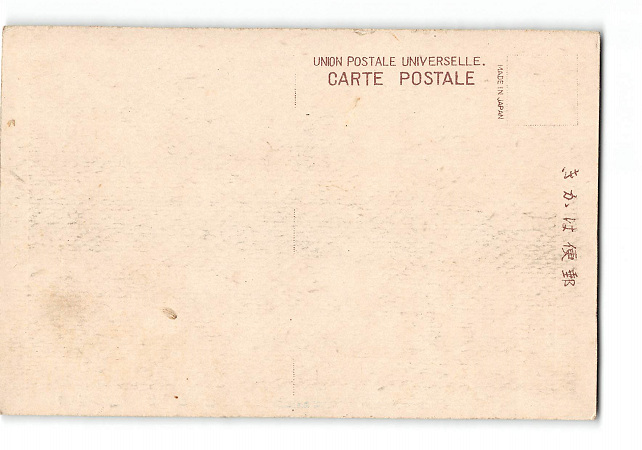 UNION POSTALE UNIVERSELLE.
CARTE POSTALE
MADE IN JAPAN
きかは便郵